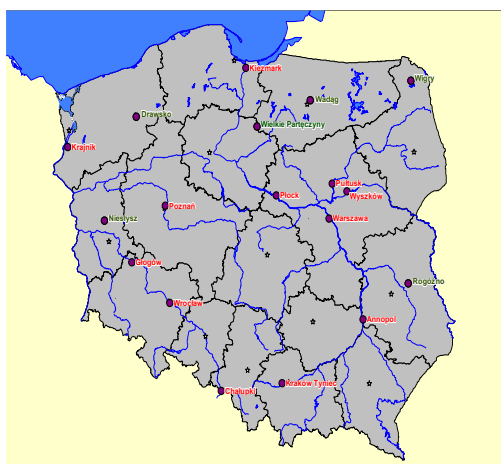 Kiezmark
Wigry
Wadąg
Drawsko
Wielkie Partęczyny
Krajnik
Pułtusk
Wyszków
Płock
Poznań
Niesłysz
Warszawa
Głogów
Rogóźno
Wrocław
Annopol
Kraków Tyniec
Chałupki